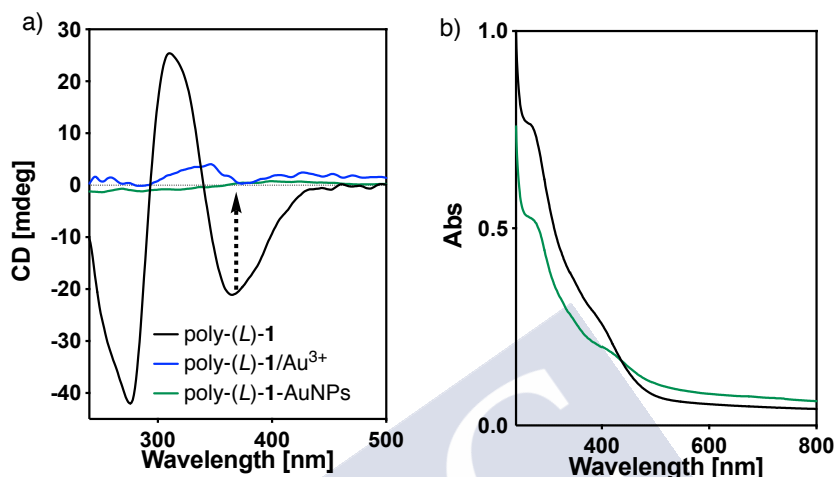 a)
30
20
10
0
-10
-20
-30
-40
CD [mdeg]
300
400
500
Wavelength [nm]
poly-(L)-1
poly-(L)-1/Au³⁺
poly-(L)-1-AuNPs
b)
1.0
0.5
0.0
Abs
400
600
800
Wavelength [nm]